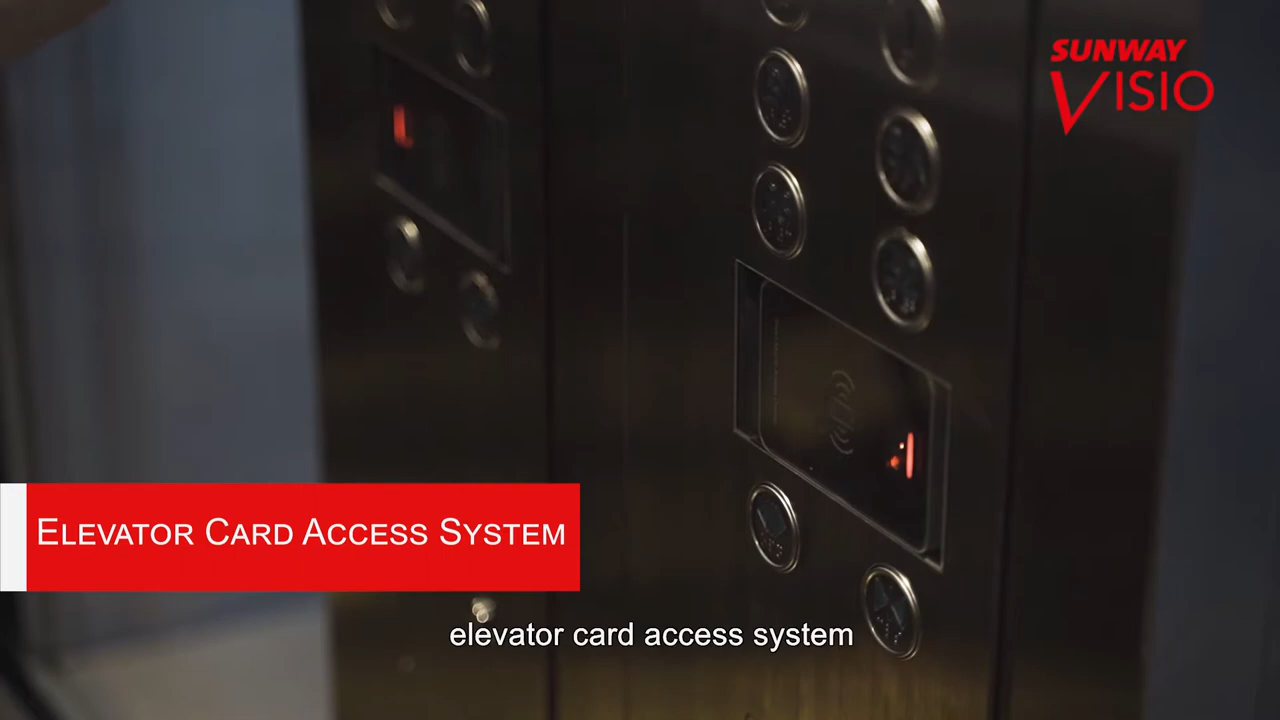 SUNWAY
VISIO
ELEVATOR CARD ACCESS SYSTEM
elevator card access system